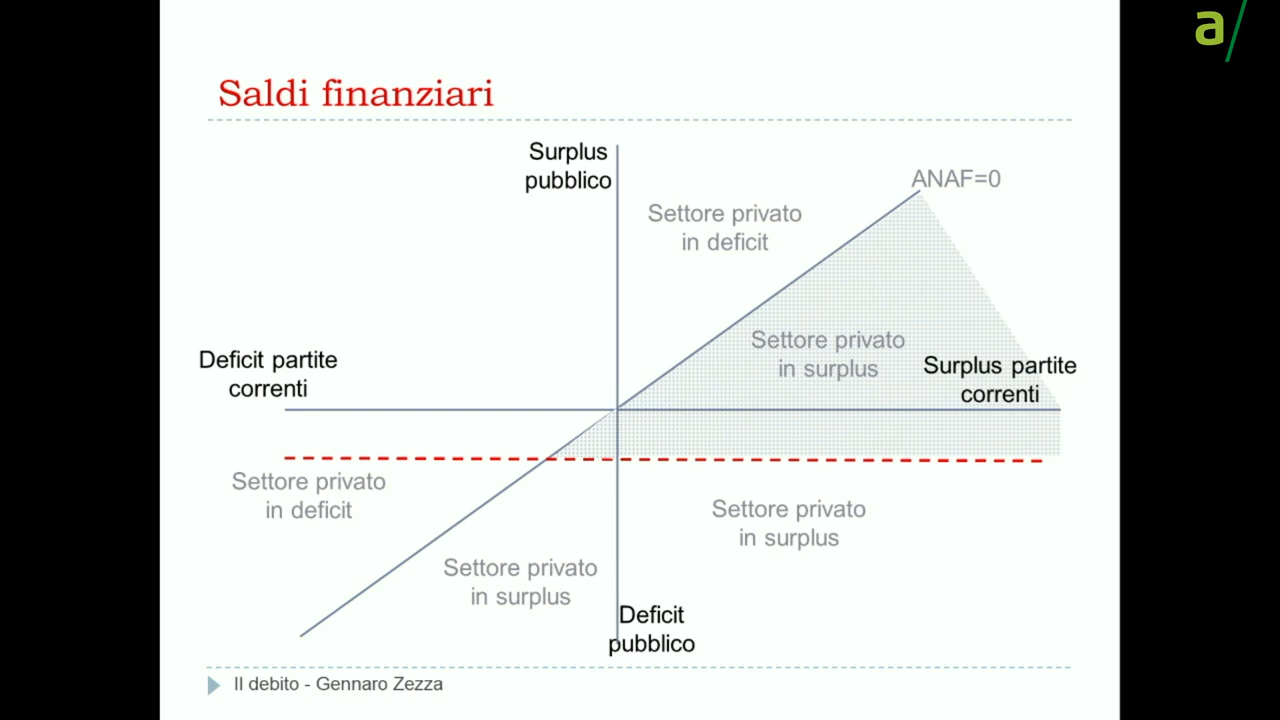 a/
Saldi finanziari
Surplus
pubblico
ANAF=0
Settore privato
in deficit
Settore privato
in surplus
Deficit partite
correnti
Surplus partite
correnti
Settore privato
in deficit
Settore privato
in surplus
Settore privato
in surplus
Deficit
pubblico
Il debito - Gennaro Zezza